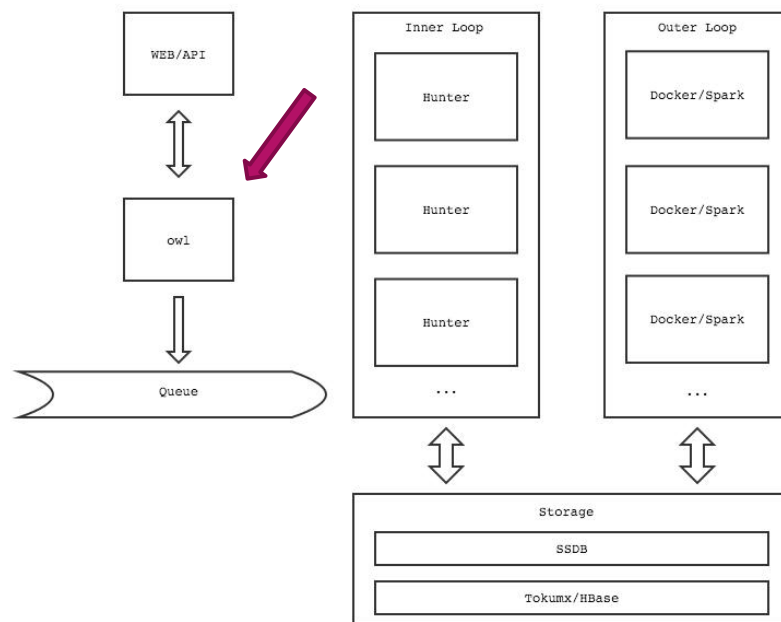 WEB/API
owl
Queue
Inner Loop
Hunter
Hunter
Hunter
...
Outer Loop
Docker/Spark
Docker/Spark
Docker/Spark
...
Storage
SSDB
Tokumx/HBase